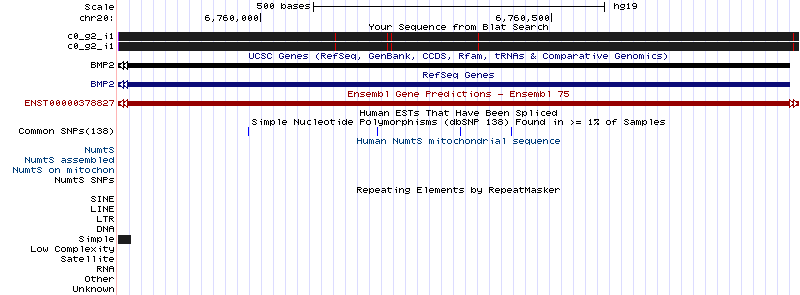 Scale 500 bases hg19
chr20: 6,760,000 6,760,500
Your Sequence from Blat Search
c0_g2_i1
c0_g2_i1
UCSC Genes (RefSeq, GenBank, CCDS, Rfam, tRNAs & Comparative Genomics)
BMP2
RefSeq Genes
BMP2
Ensembl Gene Predictions - Ensembl 75
ENST00000378827
Human ESTs That Have Been Spliced
Simple Nucleotide Polymorphisms (dbSNP 138) Found in >= 1% of Samples
Common SNPs(138)
Human NumtS mitochondrial sequence
NumtS
NumtS assembled
NumtS on mitochon
NumtS SNPs
Repeating Elements by RepeatMasker
SINE
LINE
LTR
DNA
Simple
Low Complexity
Satellite
RNA
Other
Unknown